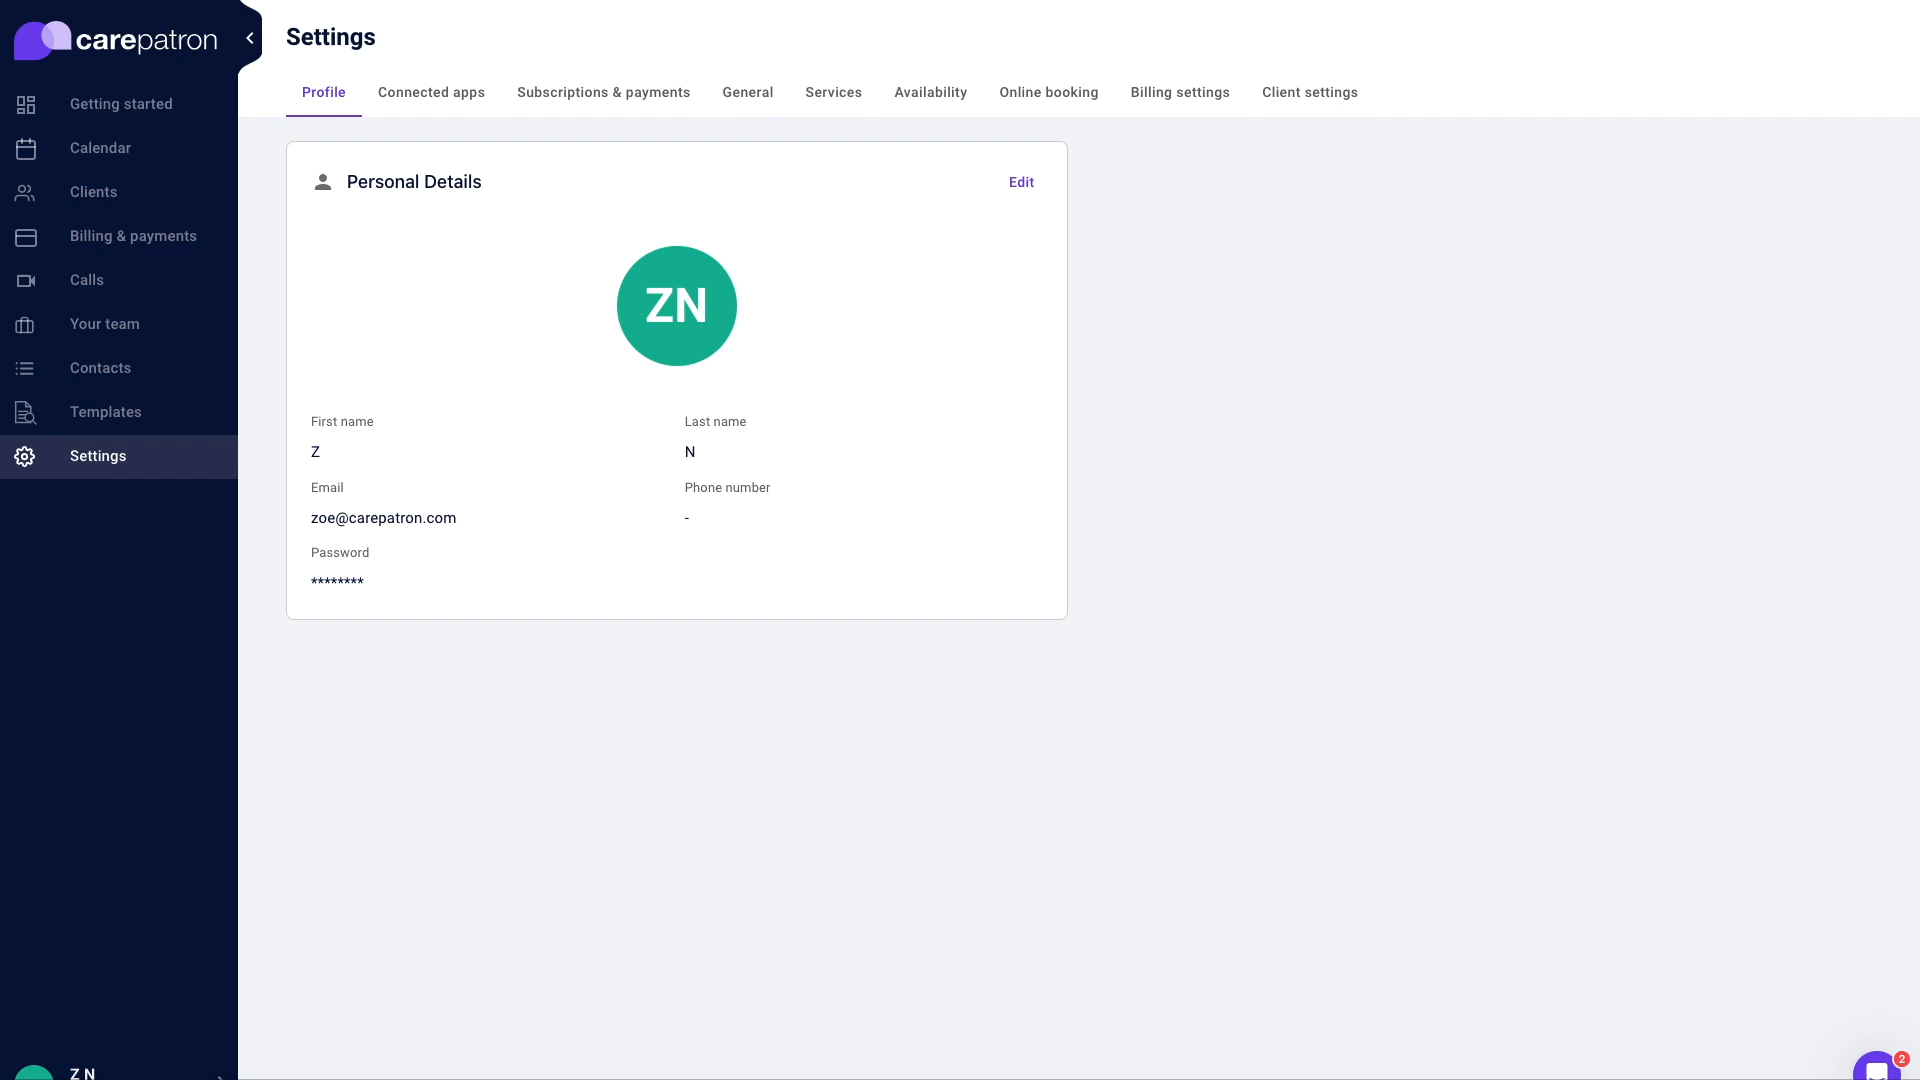 carepatron
Settings
Profile
Connected apps
Subscriptions & payments
General
Services
Availability
Online booking
Billing settings
Client settings
Getting started
Calendar
Clients
Billing & payments
Calls
Your team
Contacts
Templates
Settings
Personal Details
Edit
ZN
First name
Last name
Z
N
Email
Phone number
zoe@carepatron.com
-
Password
********
Z N
2